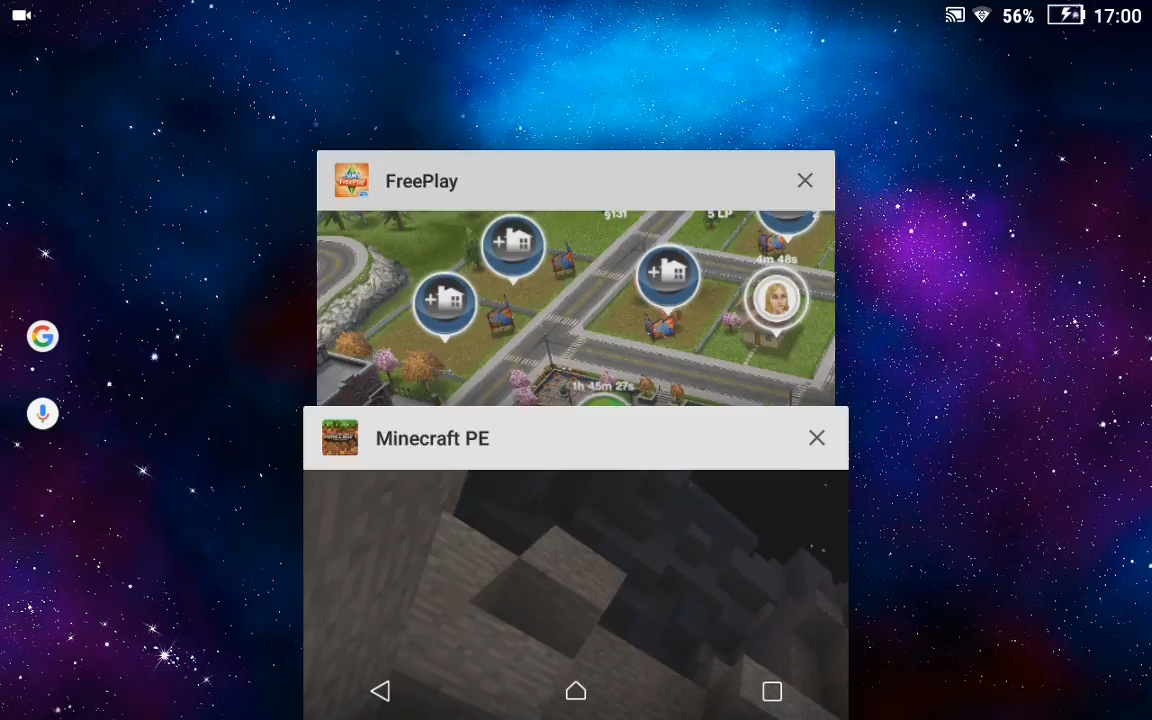 56%
17:00
FreePlay
§131
5 LP
4m 48s
1h 45m 27s
Minecraft PE